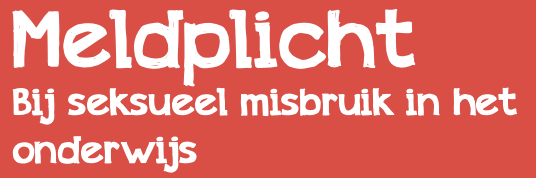 Meldplicht
Bij seksueel misbruik in het
onderwijs